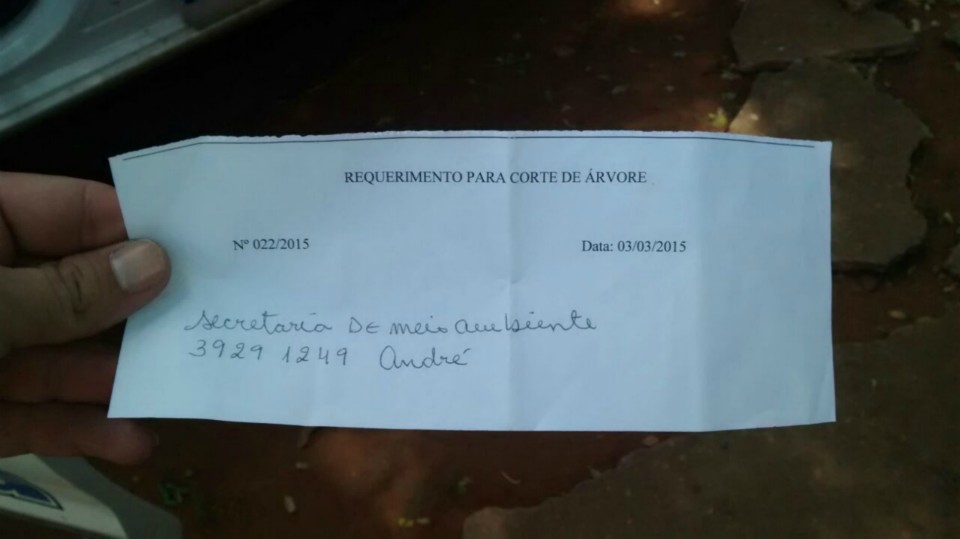 REQUERIMENTO PARA CORTE DE ÁRVORE
Nº 022/2015 Data: 03/03/2015
Secretaria DE meio ambiente
3929 1249 André